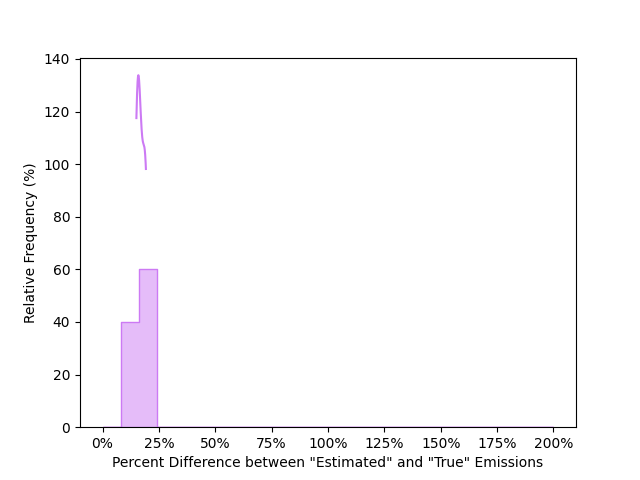 140
120
100
80
60
40
20
0
Relative Frequency (%)
0% 25% 50% 75% 100% 125% 150% 175% 200%
Percent Difference between "Estimated" and "True" Emissions